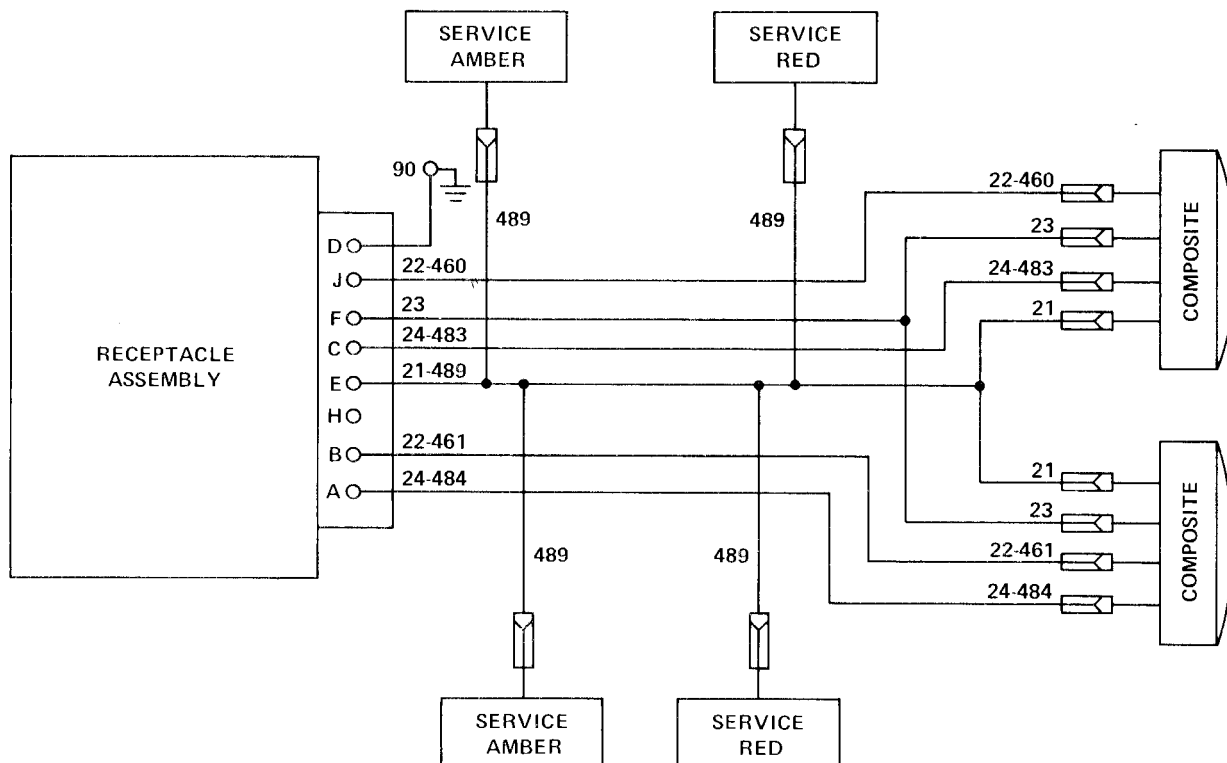 SERVICE
AMBER
SERVICE
RED
90
489
489
22-460
23
24-483
21
COMPOSITE
RECEPTACLE
ASSEMBLY
D
J
F
C
E
H
B
A
22-460
23
24-483
21-489
22-461
24-484
21
23
22-461
24-484
COMPOSITE
489
489
SERVICE
AMBER
SERVICE
RED